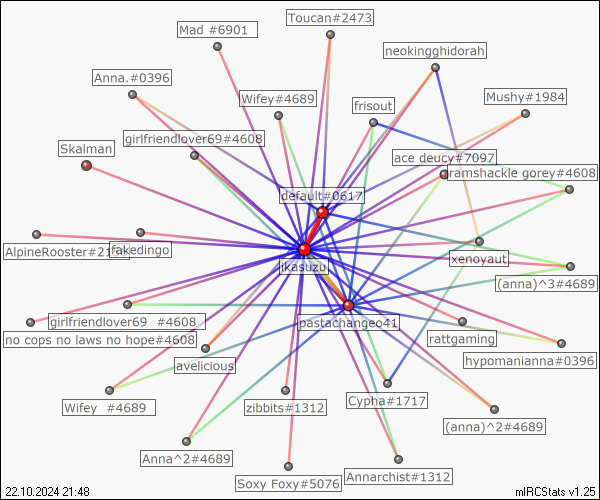 Toucan#2473
Mad #6901
neokingghidorah
Anna.#0396
Wifey#4689
frisout
Mushy#1984
girlfriendlover69#4608
Skalman
ace deucy#7097
ramshackle gorey#4608
default#0617
AlpineRooster#
fakedingo
jkasuzu
xenoyaut
(anna)^3#4689
girlfriendlover69 #4608
pastachangeo41
no cops no laws no hope#4608
rattgaming
hypomanianna#0396
avelicious
Wifey #4689
zibbits#1312
Cypha#1717
(anna)^2#4689
Anna^2#4689
Soxy Foxy#5076
Annarchist#1312
22.10.2024 21:48
mIRCStats v1.25